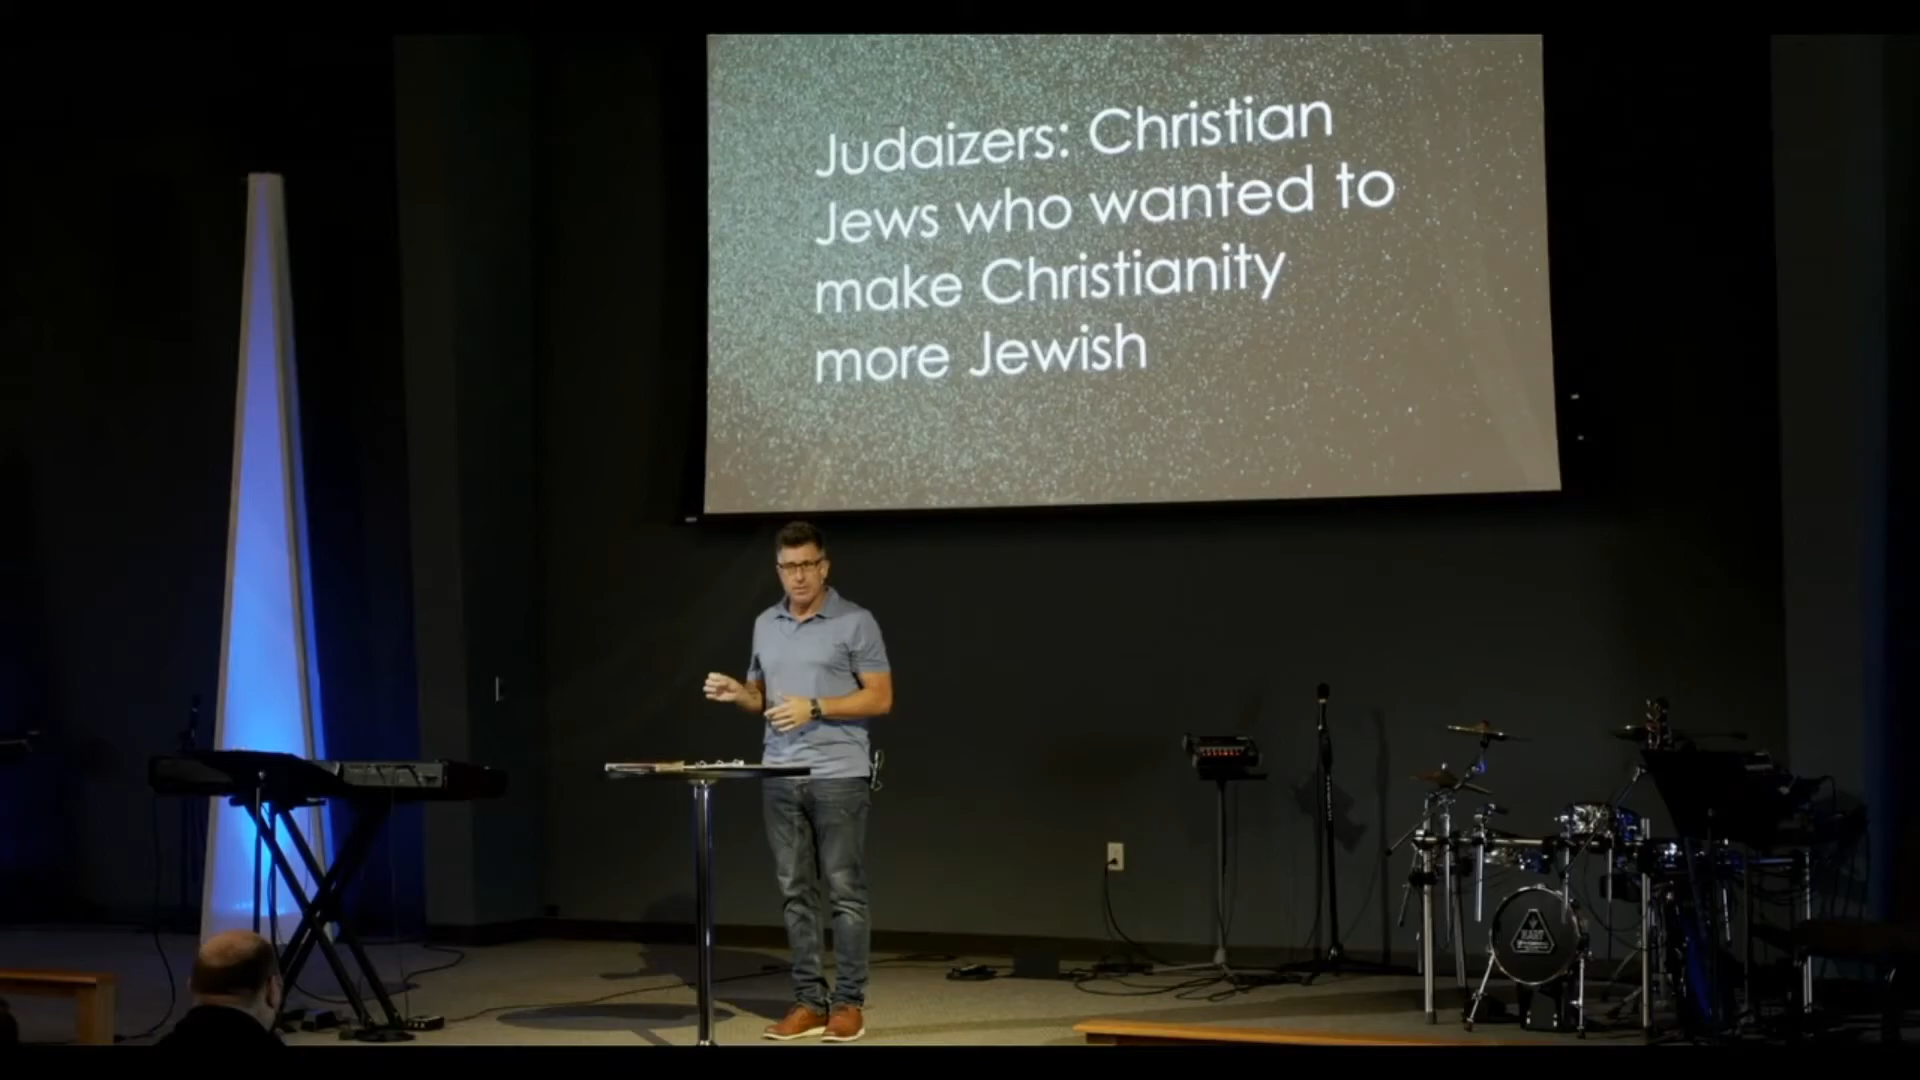 Judaizers: Christian
Jews who wanted to
make Christianity
more Jewish